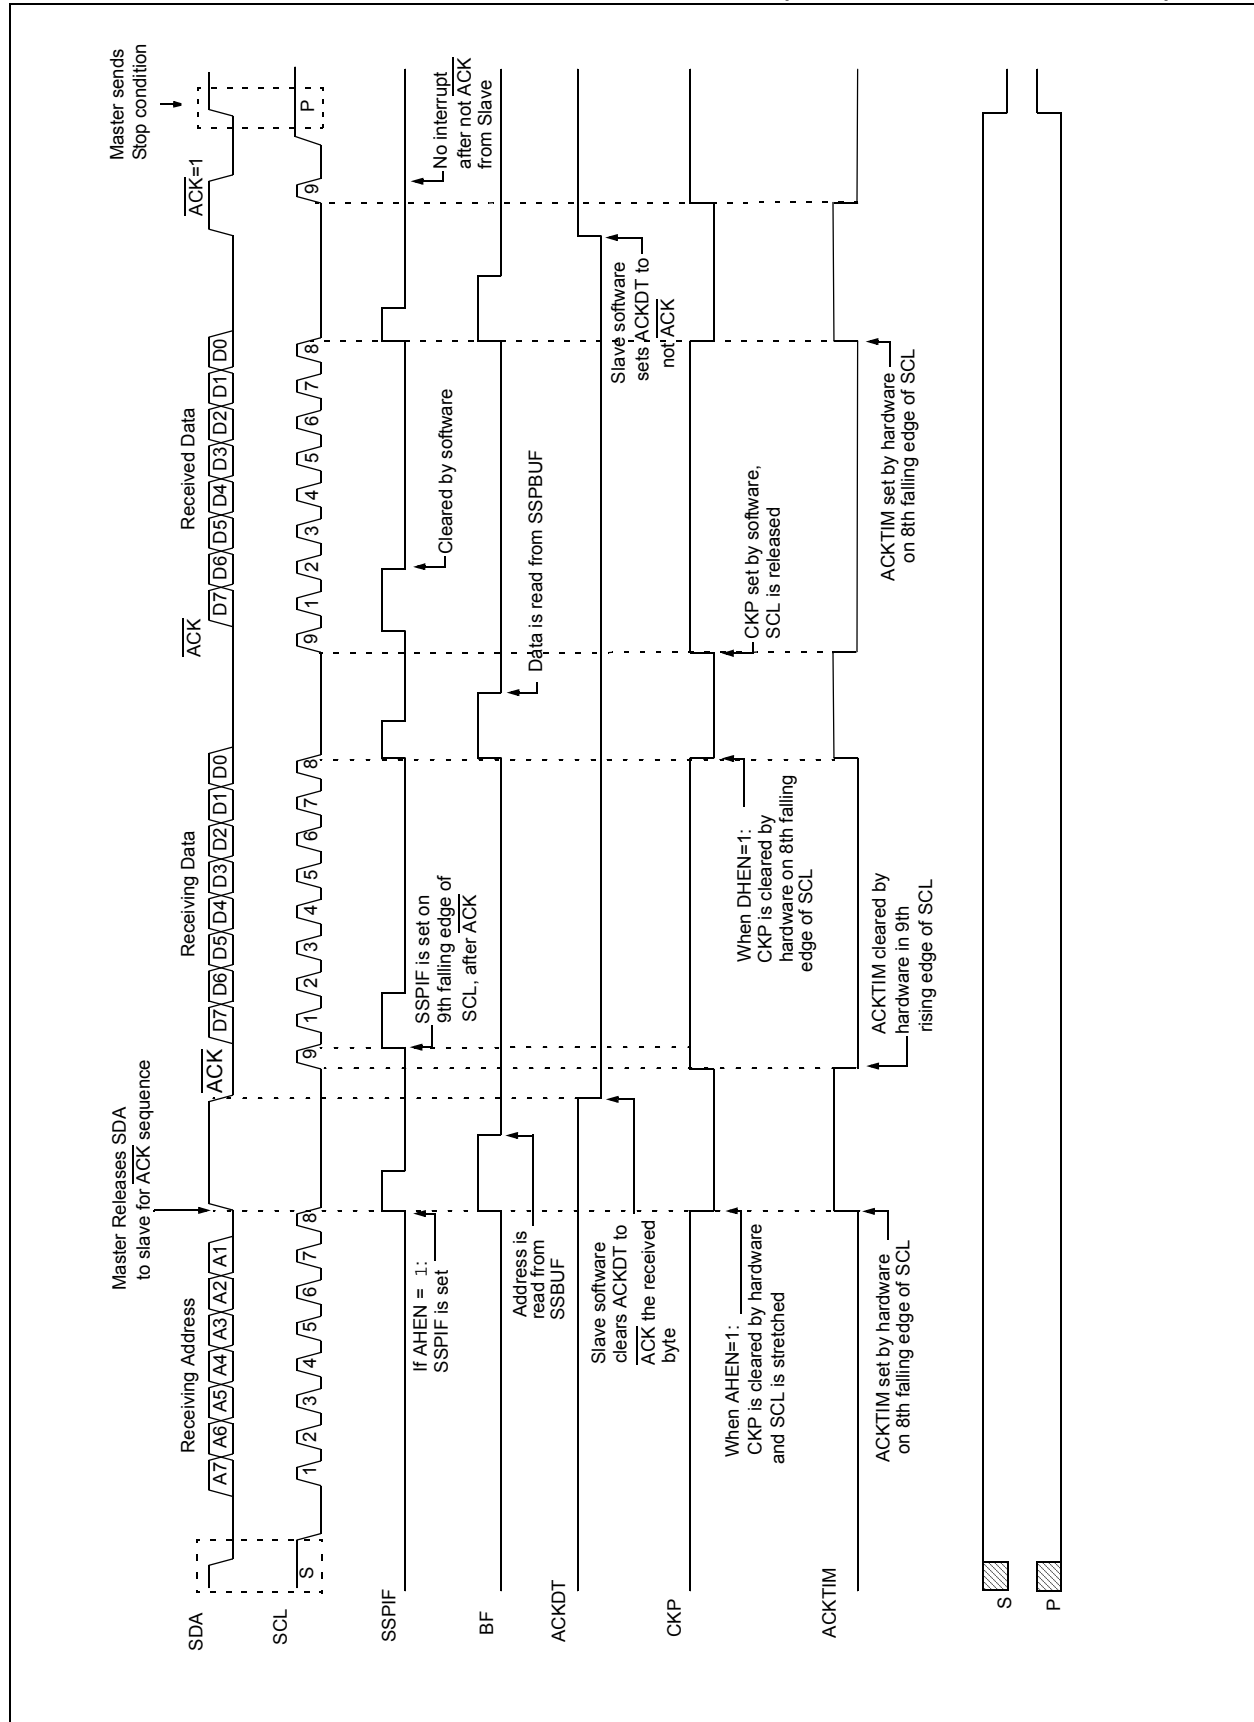 Master Releases SDA
to slave for ACK sequence
Master sends
Stop condition
Receiving Address
ACK
Receiving Data
ACK
Received Data
ACK=1
SDA
A7 A6 A5 A4 A3 A2 A1
D7 D6 D5 D4 D3 D2 D1 D0
D7 D6 D5 D4 D3 D2 D1 D0
SCL
S
1 2 3 4 5 6 7 8 9
1 2 3 4 5 6 7 8 9
1 2 3 4 5 6 7 8 9
P
SSPIF
If AHEN = 1:
SSPIF is set
SSPIF is set on
9th falling edge of
SCL, after ACK
Cleared by software
No interrupt
after not ACK
from Slave
BF
Address is
read from
SSBUF
Data is read from SSPBUF
ACKDT
Slave software
clears ACKDT to
ACK the received
byte
Slave software
sets ACKDT to
not ACK
CKP
When AHEN=1:
CKP is cleared by hardware
and SCL is stretched
When DHEN=1:
CKP is cleared by
hardware on 8th falling
edge of SCL
CKP set by software,
SCL is released
ACKTIM
ACKTIM set by hardware
on 8th falling edge of SCL
ACKTIM cleared by
hardware in 9th
rising edge of SCL
ACKTIM set by hardware
on 8th falling edge of SCL
S
P